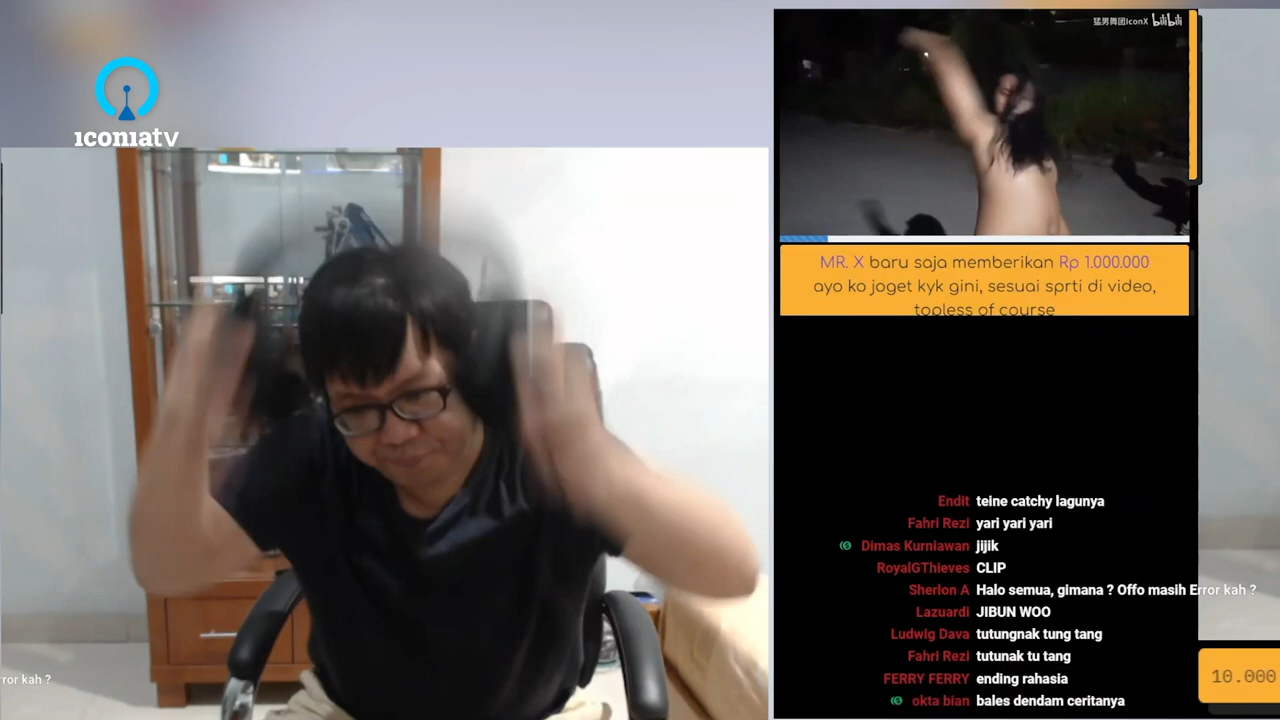 ıconıatv
猛男舞团IconX bilibili
MR. X baru saja memberikan Rp 1.000.000
ayo ko joget kyk gini, sesuai sprti di video,
topless of course
Endit teine catchy lagunya
Fahri Rezi yari yari yari
Dimas Kurniawan jijik
RoyalGThieves CLIP
Sherlon A Halo semua, gimana ? Offo masih Error kah ?
Lazuardi JIBUN WOO
Ludwig Dava tutungnak tung tang
Fahri Rezi tutunak tu tang
FERRY FERRY ending rahasia
okta bian bales dendam ceritanya
ror kah ?
10.000